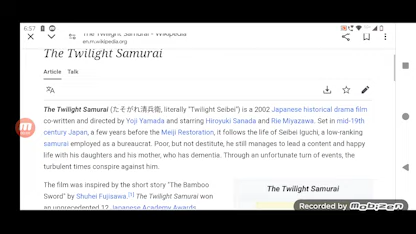 6:57
The Twilight Samurai - Wikipedia
en.m.wikipedia.org
The Twilight Samurai
Article Talk
The Twilight Samurai (たそがれ清兵衛, literally "Twilight Seibei") is a 2002 Japanese historical drama film
co-written and directed by Yoji Yamada and starring Hiroyuki Sanada and Rie Miyazawa. Set in mid-19th
century Japan, a few years before the Meiji Restoration, it follows the life of Seibei Iguchi, a low-ranking
samurai employed as a bureaucrat. Poor, but not destitute, he still manages to lead a content and happy
life with his daughters and his mother, who has dementia. Through an unfortunate turn of events, the
turbulent times conspire against him.
The film was inspired by the short story "The Bamboo
Sword" by Shuhei Fujisawa.[1] The Twilight Samurai won
an unprecedented 12 Japanese Academy Awards
The Twilight Samurai
Recorded by Mobizen